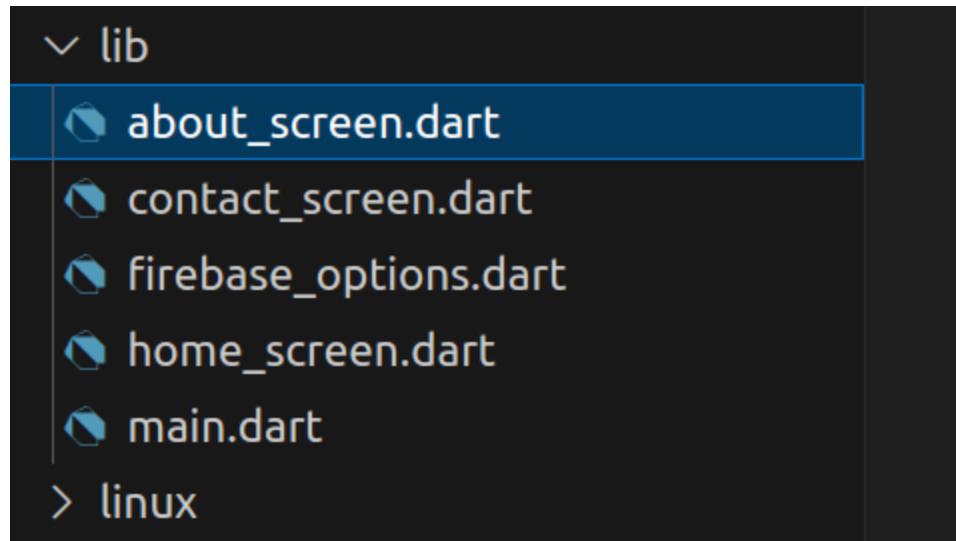 lib
about_screen.dart
contact_screen.dart
firebase_options.dart
home_screen.dart
main.dart
linux